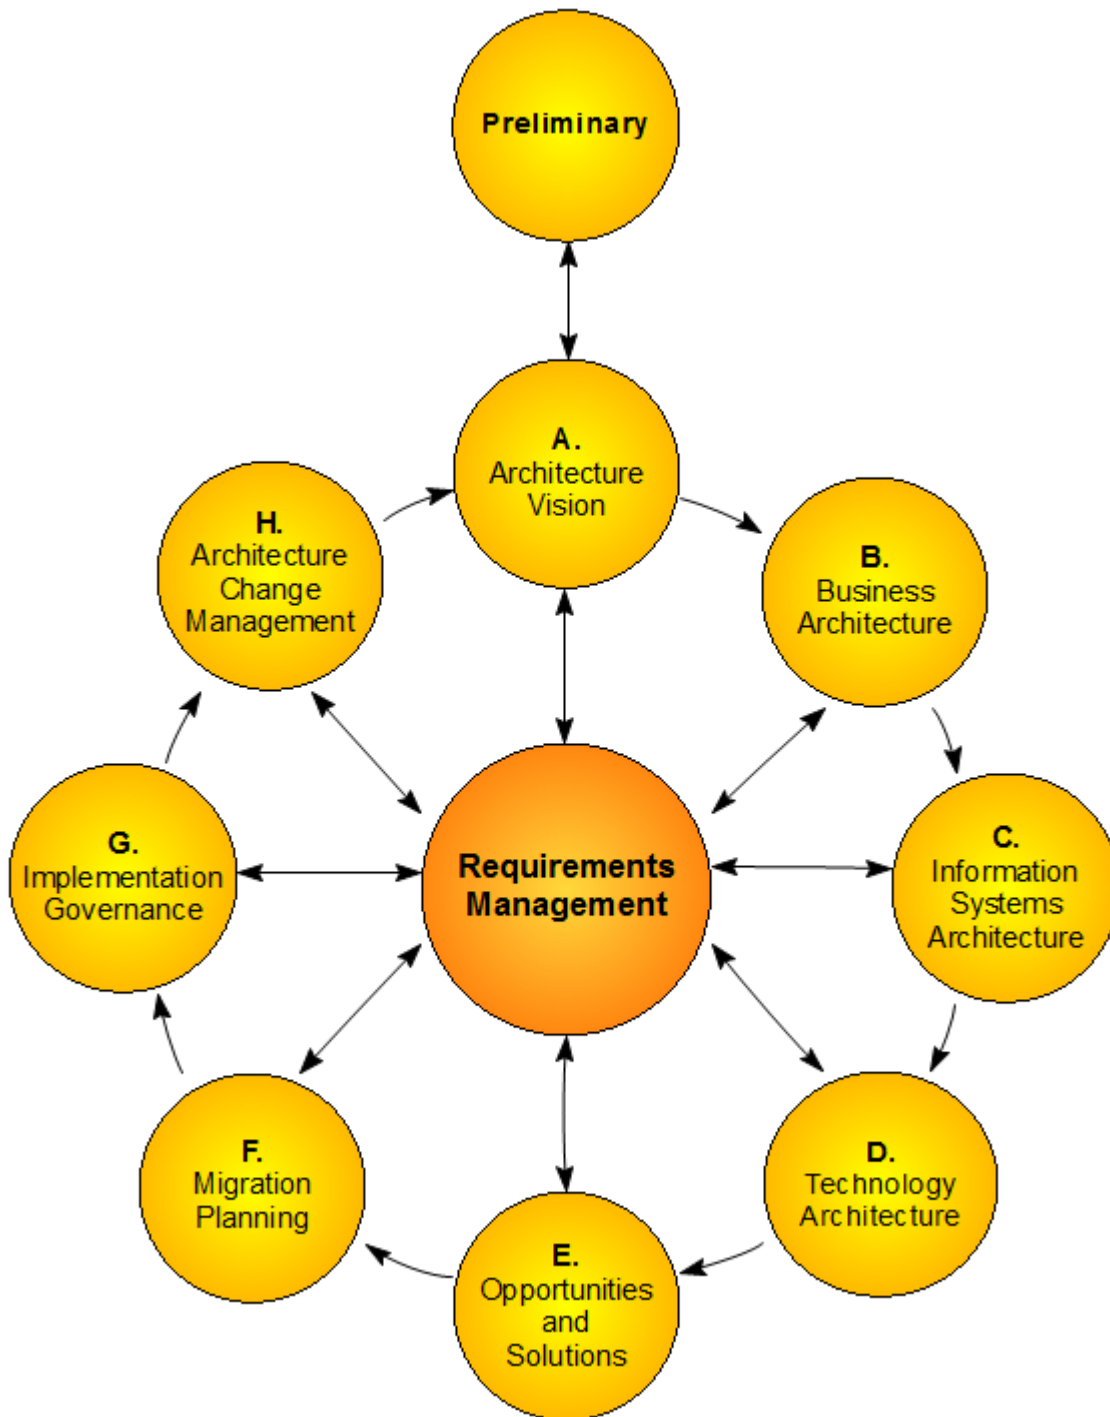 Preliminary
A.
Architecture
Vision
B.
Business
Architecture
C.
Information
Systems
Architecture
D.
Technology
Architecture
E.
Opportunities
and
Solutions
F.
Migration
Planning
G.
Implementation
Governance
H.
Architecture
Change
Management
Requirements
Management